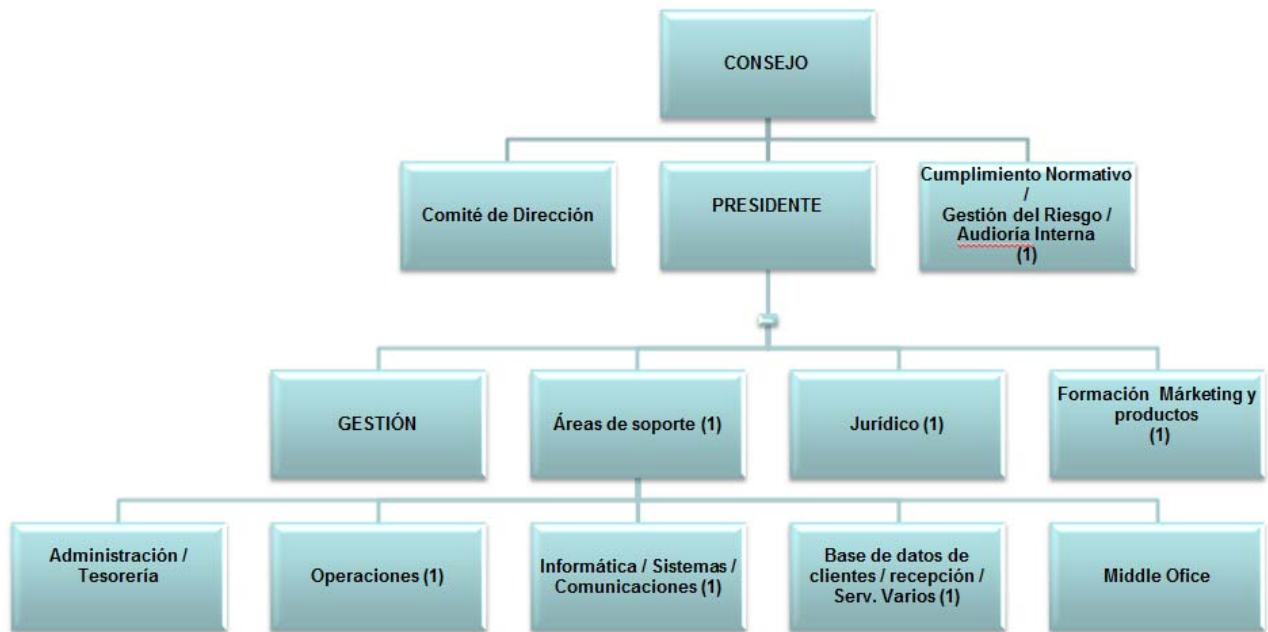 CONSEJO
Comité de Dirección
PRESIDENTE
Cumplimiento Normativo
/
Gestión del Riesgo /
Audioría Interna
(1)
GESTIÓN
Áreas de soporte (1)
Jurídico (1)
Formación Márketing y
productos
(1)
Administración /
Tesorería
Operaciones (1)
Informática / Sistemas /
Comunicaciones (1)
Base de datos de
clientes / recepción /
Serv. Varios (1)
Middle Ofice